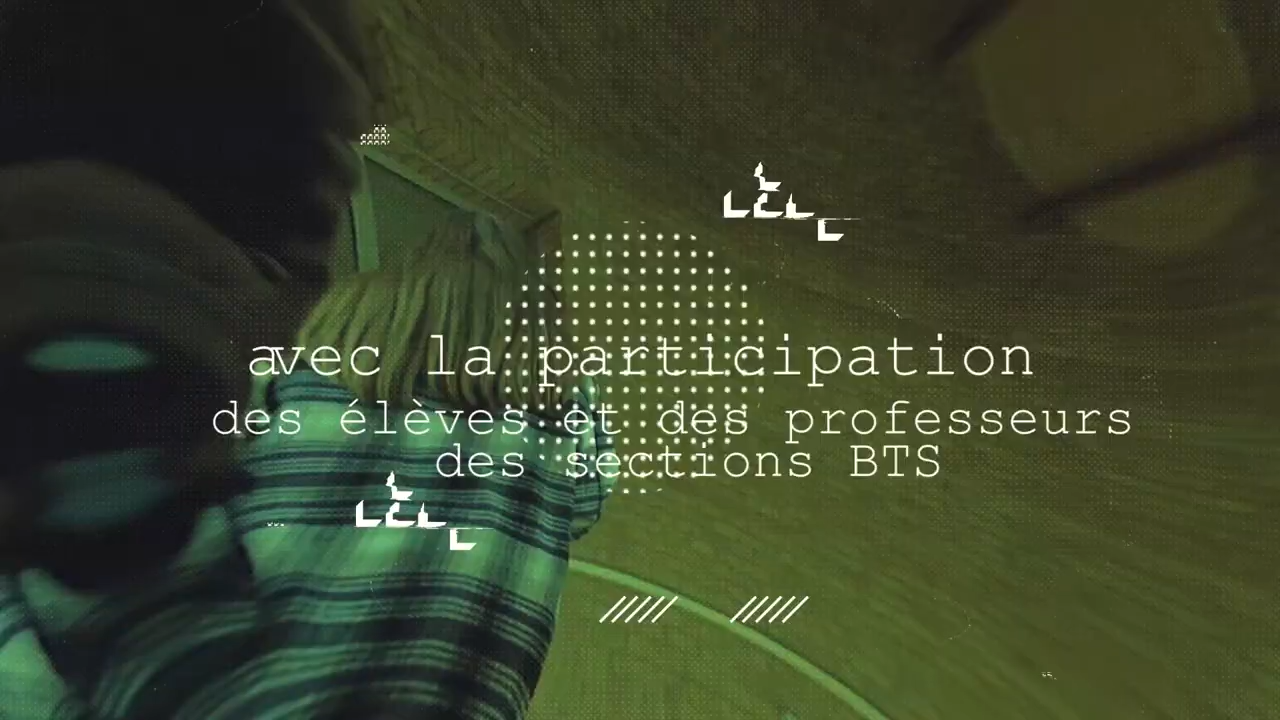 avec la participation
des élèves et des professeurs
des sections BTS